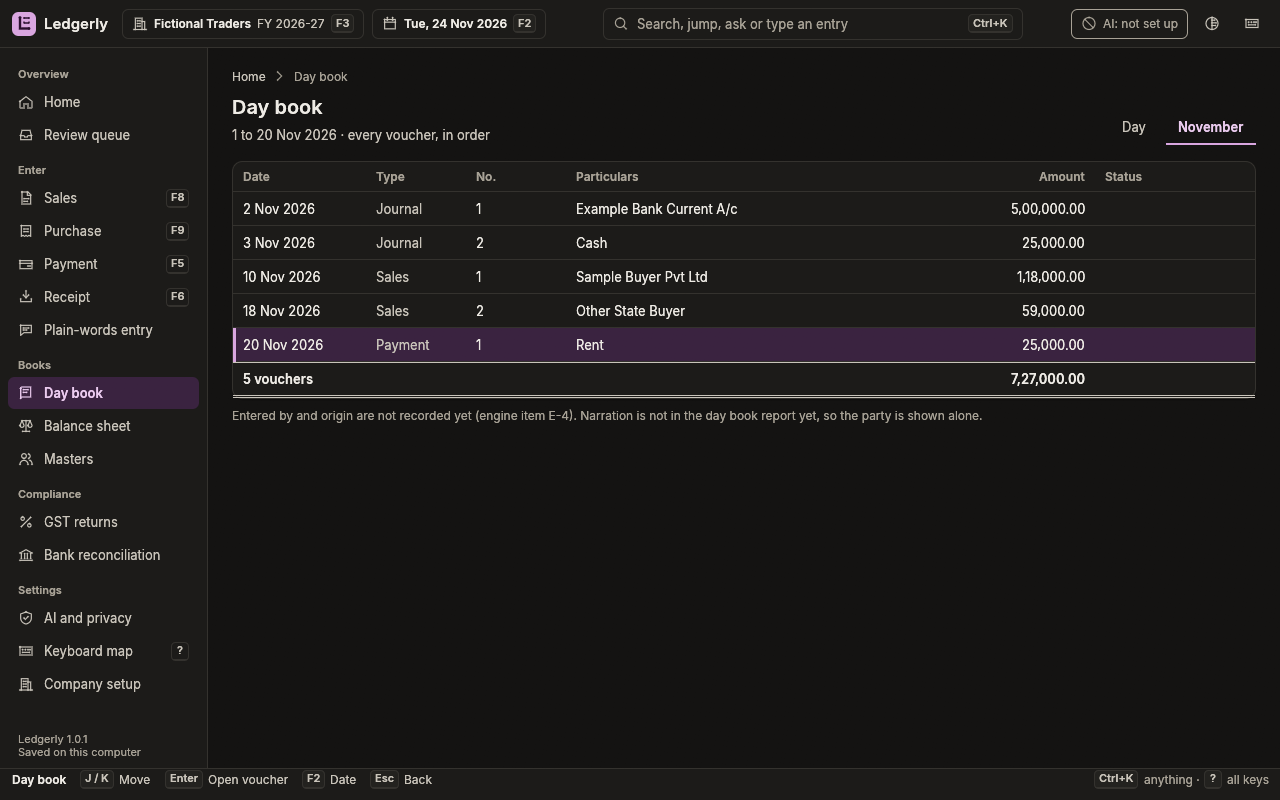 Ledgerly
Fictional Traders FY 2026-27 F3
Tue, 24 Nov 2026 F2
Search, jump, ask or type an entry Ctrl+K
AI: not set up
Overview
Home
Review queue
Enter
Sales F8
Purchase F9
Payment F5
Receipt F6
Plain-words entry
Books
Day book
Balance sheet
Masters
Compliance
GST returns
Bank reconciliation
Settings
AI and privacy
Keyboard map ?
Company setup
Ledgerly 1.0.1
Saved on this computer
Home Day book
Day book
1 to 20 Nov 2026 · every voucher, in order
Day November
Date Type No. Particulars Amount Status
2 Nov 2026 Journal 1 Example Bank Current A/c 5,00,000.00
3 Nov 2026 Journal 2 Cash 25,000.00
10 Nov 2026 Sales 1 Sample Buyer Pvt Ltd 1,18,000.00
18 Nov 2026 Sales 2 Other State Buyer 59,000.00
20 Nov 2026 Payment 1 Rent 25,000.00
5 vouchers 7,27,000.00
Entered by and origin are not recorded yet (engine item E-4). Narration is not in the day book report yet, so the party is shown alone.
Day book J / K Move Enter Open voucher F2 Date Esc Back
Ctrl+K anything · ? all keys